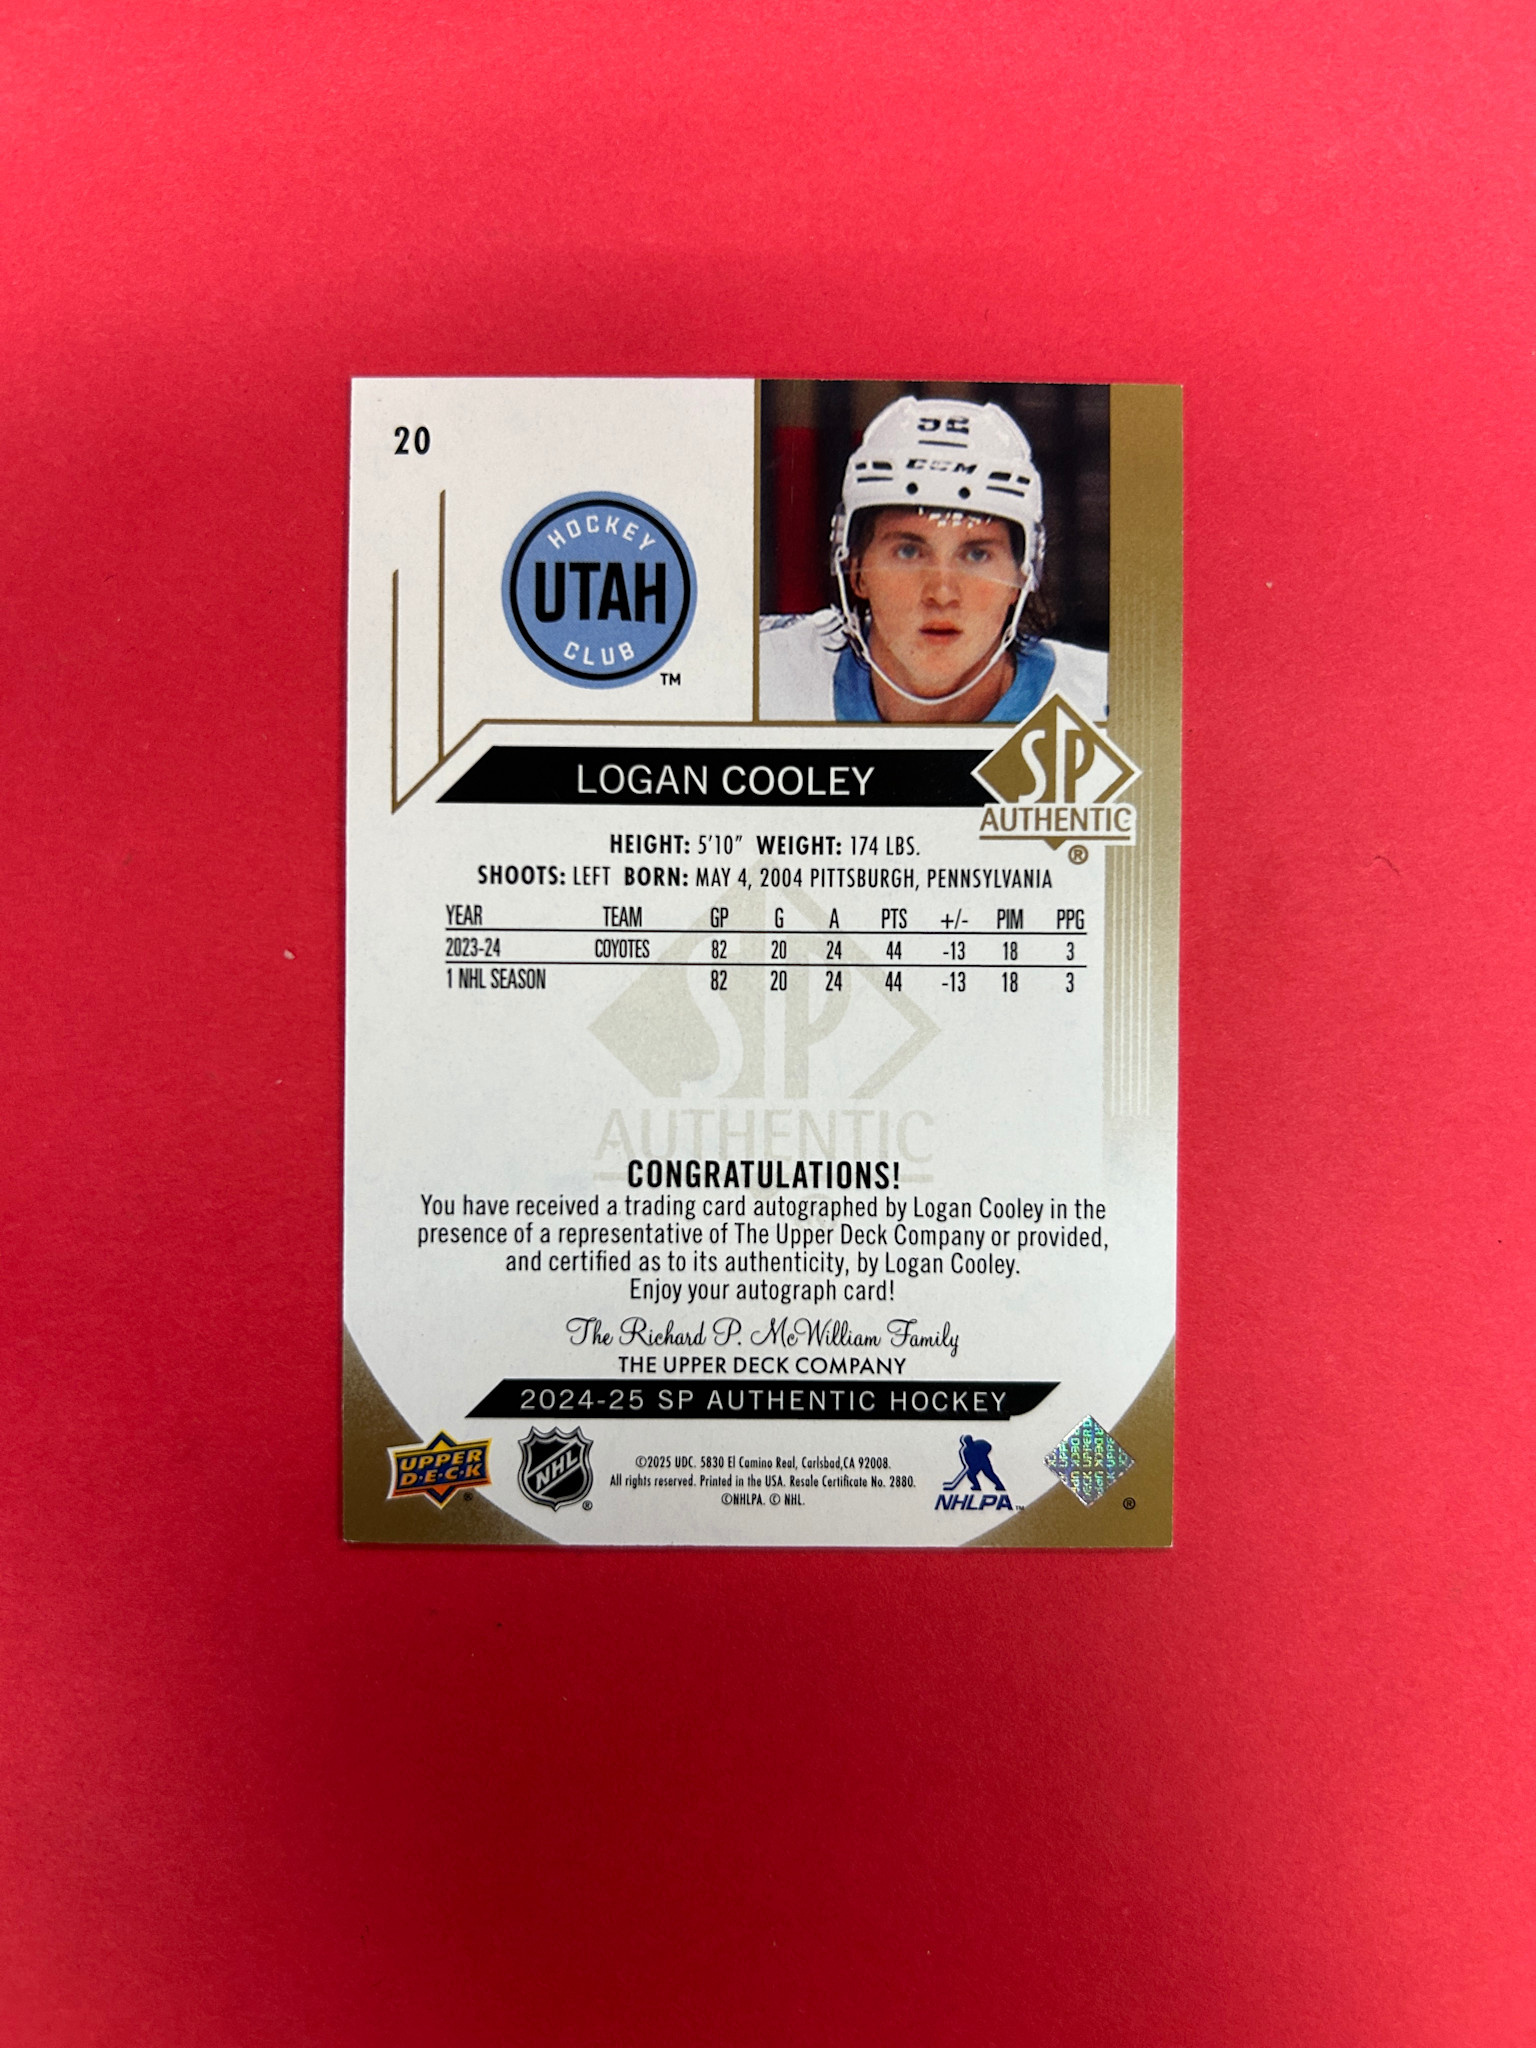 20
HOCKEY
UTAH
CLUB
TM
CCM
LOGAN COOLEY
SP
AUTHENTIC
®
HEIGHT: 5'10" WEIGHT: 174 LBS.
SHOOTS: LEFT BORN: MAY 4, 2004 PITTSBURGH, PENNSYLVANIA
YEAR TEAM GP G A PTS +/- PIM PPG
2023-24 COYOTES 82 20 24 44 -13 18 3
1 NHL SEASON 82 20 24 44 -13 18 3
SP
AUTHENTIC
CONGRATULATIONS!
You have received a trading card autographed by Logan Cooley in the
presence of a representative of The Upper Deck Company or provided,
and certified as to its authenticity, by Logan Cooley.
Enjoy your autograph card!
The Richard P. McWilliam Family
THE UPPER DECK COMPANY
2024-25 SP AUTHENTIC HOCKEY
UPPER
D·E·C·K
®
NHL
®
©2025 UDC. 5830 El Camino Real, Carlsbad,CA 92008.
All rights reserved. Printed in the USA. Resale Certificate No. 2880.
©NHLPA. © NHL.
NHLPA
TM
UPPER DECK
®